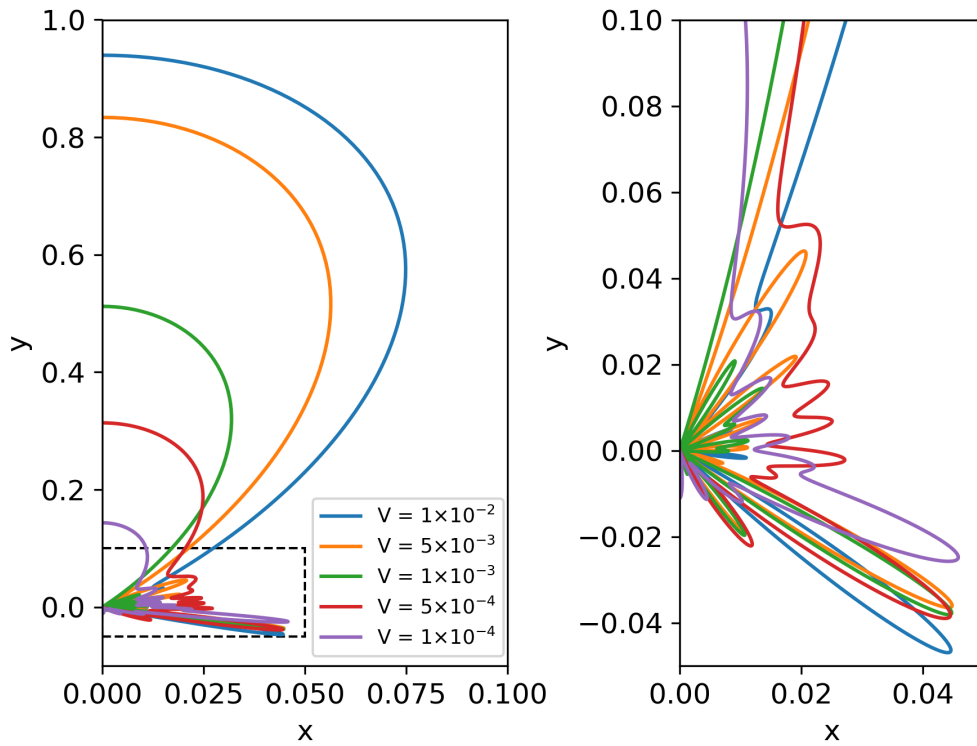 1.0
0.8
0.6
0.4
0.2
0.0
y
0.000
0.025
0.050
0.075
0.100
x
V = 1×10⁻²
V = 5×10⁻³
V = 1×10⁻³
V = 5×10⁻⁴
V = 1×10⁻⁴
0.10
0.08
0.06
0.04
0.02
0.00
−0.02
−0.04
y
0.00
0.02
0.04
x